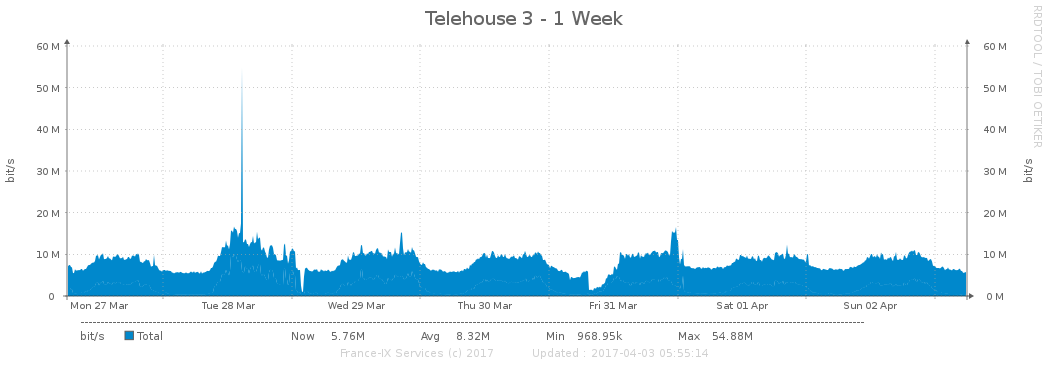 Telehouse 3 - 1 Week
RRDTOOL / TOBI OETIKER
bit/s
bit/s
60 M 60 M
50 M 50 M
40 M 40 M
30 M 30 M
20 M 20 M
10 M 10 M
0 0 M
Mon 27 Mar Tue 28 Mar Wed 29 Mar Thu 30 Mar Fri 31 Mar Sat 01 Apr Sun 02 Apr
bit/s Total Now 5.76M Avg 8.32M Min 968.95k Max 54.88M
France-IX Services (c) 2017 Updated : 2017-04-03 05:55:14